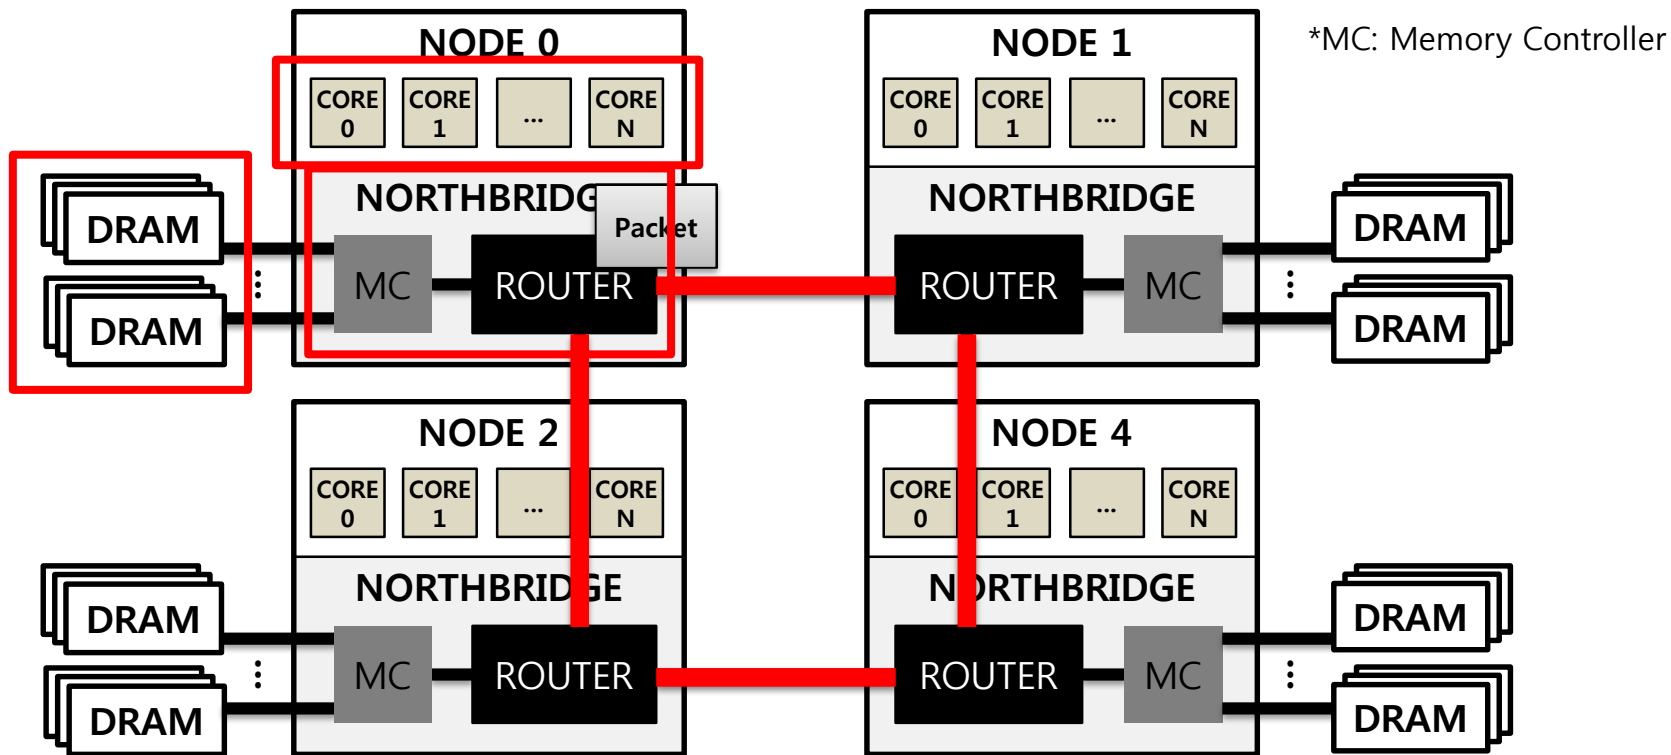 NODE 0
NODE 1
*MC: Memory Controller
CORE 0
CORE 1
...
CORE N
CORE 0
CORE 1
...
CORE N
NORTHBRIDGE
Packet
NORTHBRIDGE
DRAM
...
DRAM
MC
ROUTER
ROUTER
MC
DRAM
...
DRAM
NODE 2
NODE 4
CORE 0
CORE 1
...
CORE N
CORE 0
CORE 1
...
CORE N
NORTHBRIDGE
NORTHBRIDGE
DRAM
...
DRAM
MC
ROUTER
ROUTER
MC
DRAM
...
DRAM